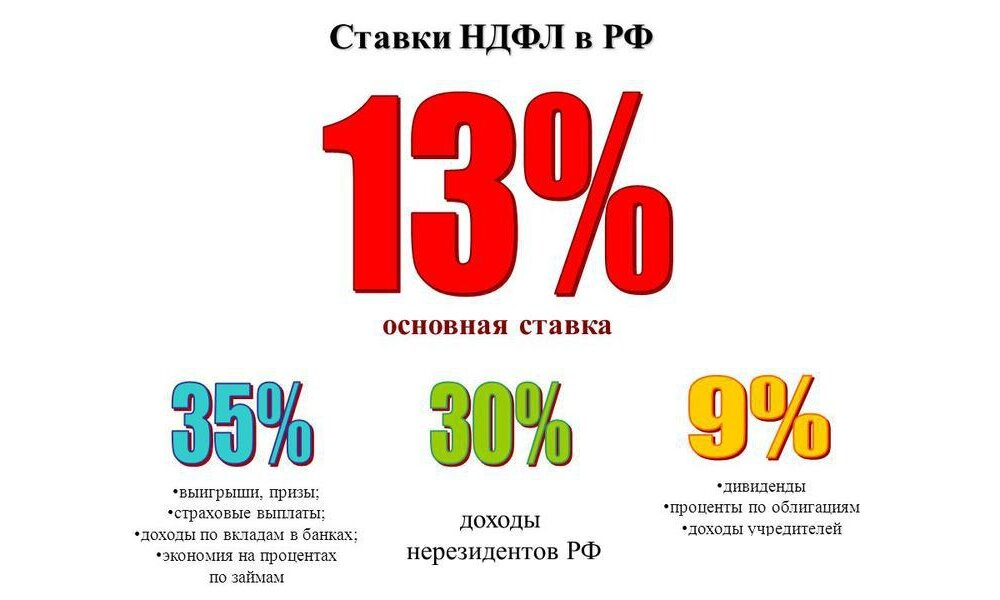 Ставки НДФЛ в РФ
13%
основная ставка
35%
•выигрыши, призы;
•страховые выплаты;
•доходы по вкладам в банках;
•экономия на процентах
по займам
30%
доходы
нерезидентов РФ
9%
•дивиденды
•проценты по облигациям
•доходы учредителей